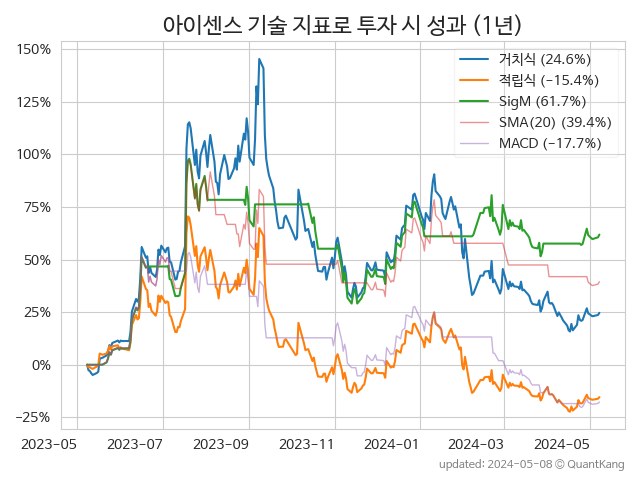 아이센스 기술 지표로 투자 시 성과 (1년)
150%
125%
100%
75%
50%
25%
0%
−25%
거치식 (24.6%)
적립식 (−15.4%)
SigM (61.7%)
SMA(20) (39.4%)
MACD (−17.7%)
2023−05
2023−07
2023−09
2023−11
2024−01
2024−03
2024−05
updated: 2024−05−08 ⓒ QuantKang